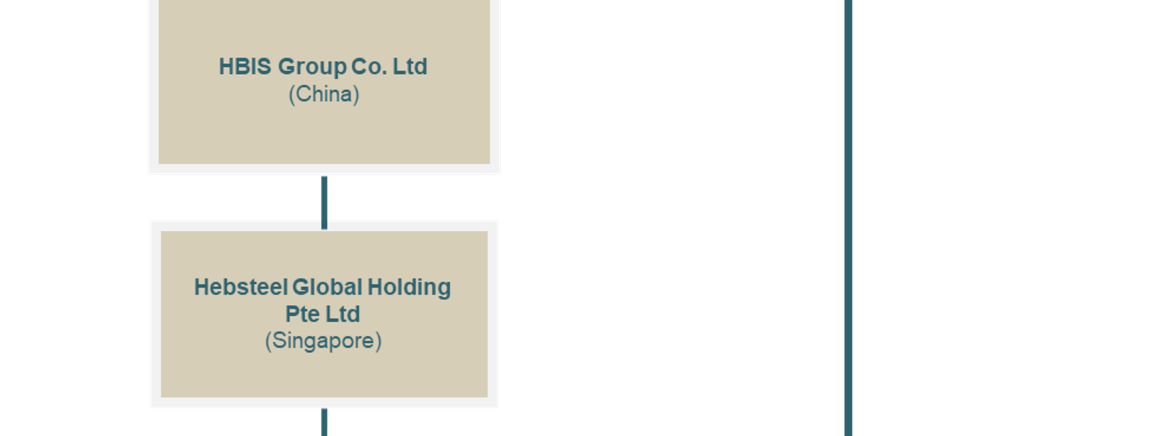 HBIS Group Co. Ltd
(China)
Hebsteel Global Holding
Pte Ltd
(Singapore)